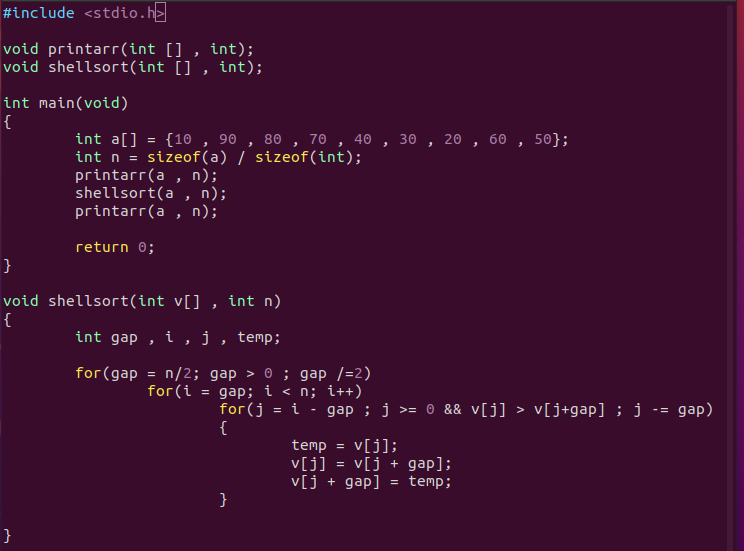 #include <stdio.h>
void printarr(int [] , int);
void shellsort(int [] , int);
int main(void)
{
int a[] = {10 , 90 , 80 , 70 , 40 , 30 , 20 , 60 , 50};
int n = sizeof(a) / sizeof(int);
printarr(a , n);
shellsort(a , n);
printarr(a , n);
return 0;
}
void shellsort(int v[] , int n)
{
int gap , i , j , temp;
for(gap = n/2; gap > 0 ; gap /=2)
for(i = gap; i < n; i++)
for(j = i - gap ; j >= 0 && v[j] > v[j+gap] ; j -= gap)
{
temp = v[j];
v[j] = v[j + gap];
v[j + gap] = temp;
}
}